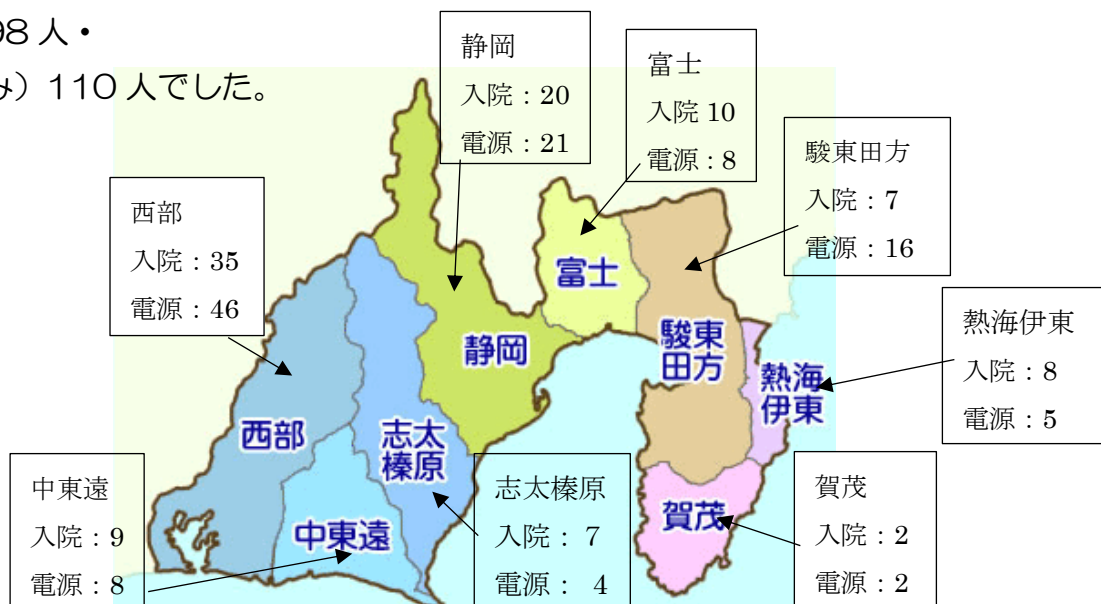 98人・
み）110人でした。
静岡
入院：20
電源：21
富士
入院 10
電源：8
駿東田方
入院：7
電源：16
西部
入院：35
電源：46
熱海伊東
入院：8
電源：5
中東遠
入院：9
電源：8
志太榛原
入院： 7
電源： 4
賀茂
入院：2
電源：2
富士
静岡
駿東
田方
熱海
伊東
西部
志太
榛原
中東遠
賀茂